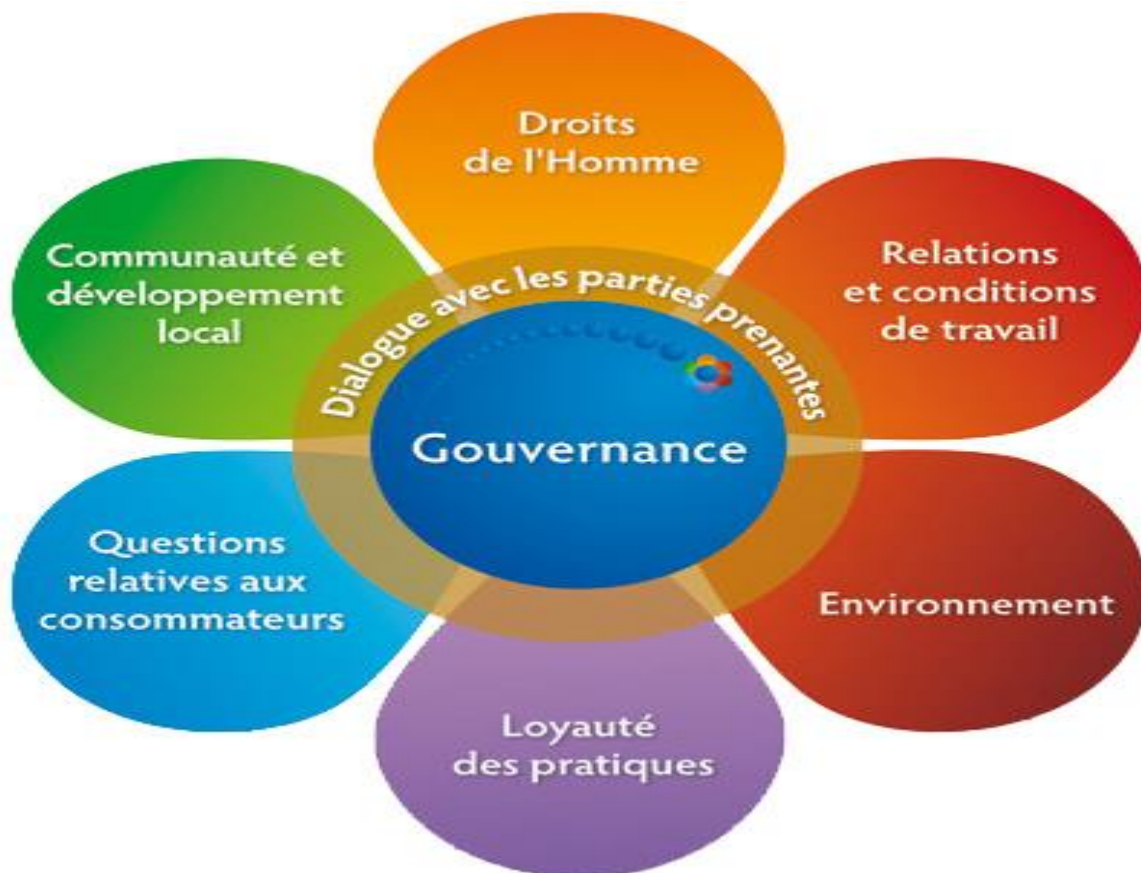 Droits
de l'Homme
Relations
et conditions
de travail
Environnement
Loyauté
des pratiques
Questions
relatives aux
consommateurs
Communauté et
développement
local
Dialogue avec les parties prenantes
Gouvernance